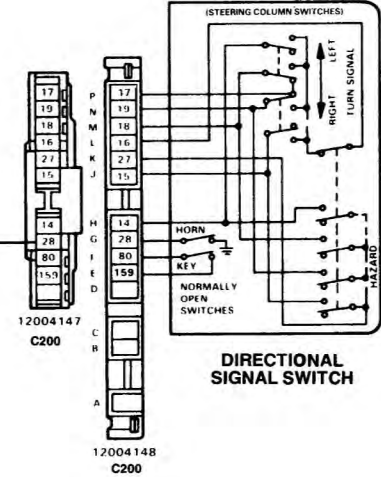 (STEERING COLUMN SWITCHES)
LEFT
RIGHT
TURN SIGNAL
17
19
18
16
27
15
14
28
80
159
12004147
C200
P
N
M
L
K
J
H
G
F
E
D
C
B
A
17
19
18
16
27
15
14
28
80
159
12004148
C200
HORN
KEY
NORMALLY
OPEN
SWITCHES
HAZARD
DIRECTIONAL
SIGNAL SWITCH